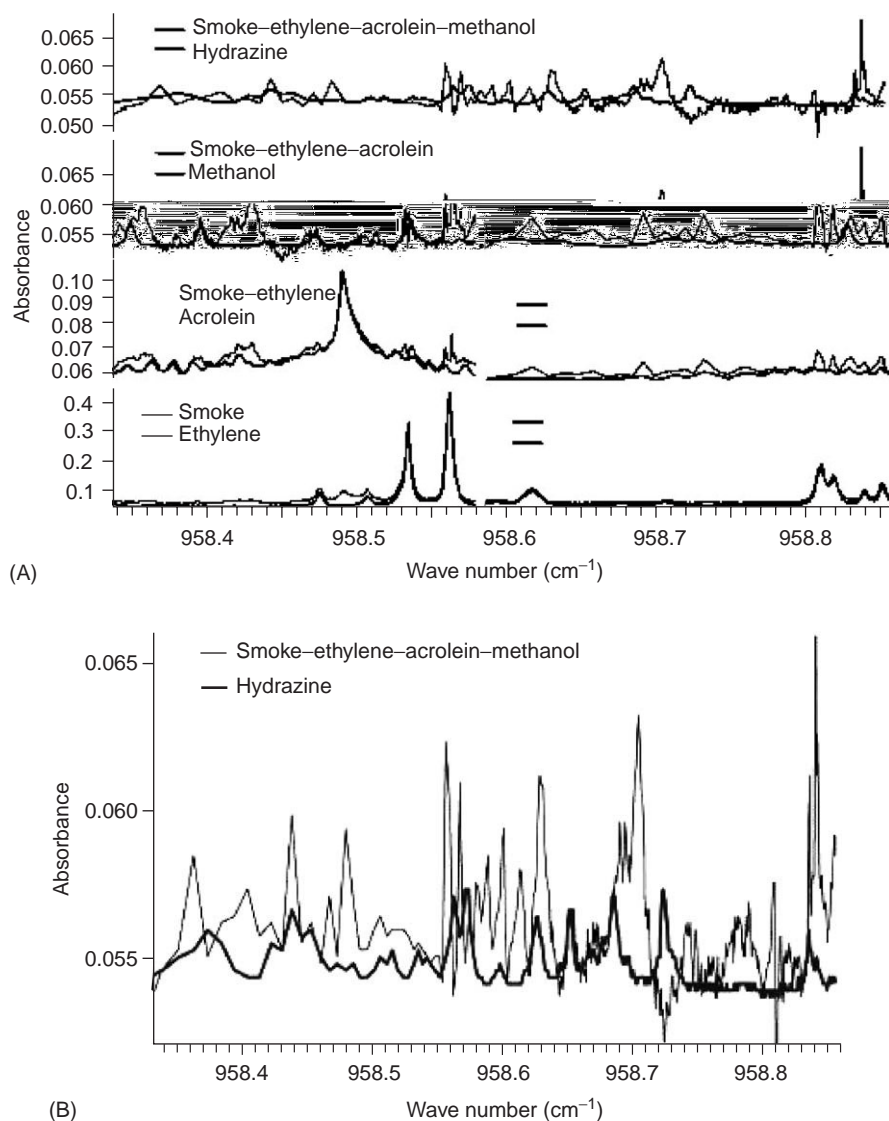 Smoke–ethylene–acrolein–methanol
Hydrazine
0.065
0.060
0.055
0.050
Smoke–ethylene–acrolein
Methanol
0.065
0.060
0.055
Smoke–ethylene
Acrolein
0.10
0.09
0.08
0.07
0.06
Smoke
Ethylene
0.4
0.3
0.2
0.1
Absorbance
958.4 958.5 958.6 958.7 958.8
Wave number (cm⁻¹)
(A)
Smoke–ethylene–acrolein–methanol
Hydrazine
0.065
0.060
0.055
Absorbance
958.4 958.5 958.6 958.7 958.8
Wave number (cm⁻¹)
(B)